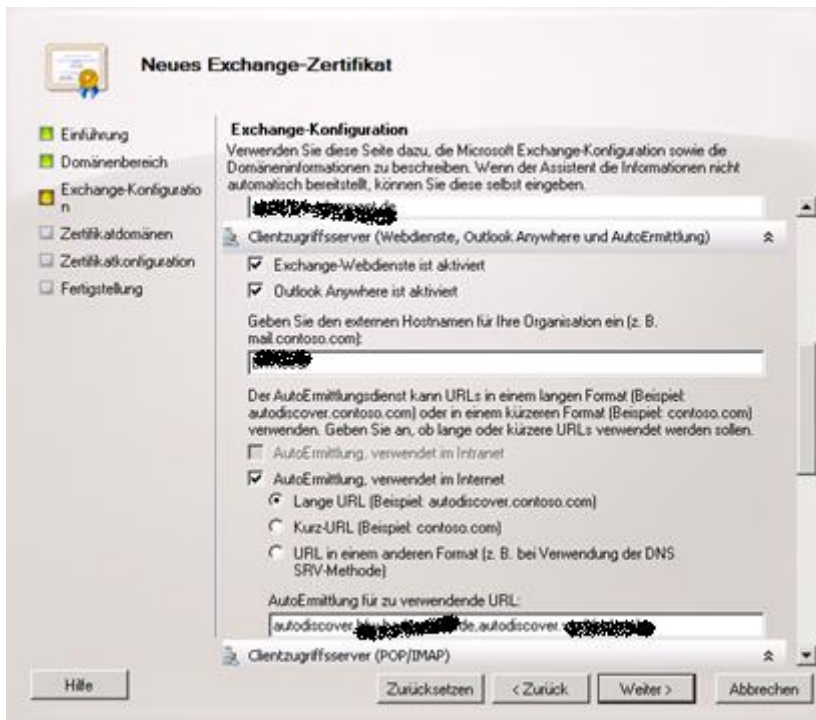 Neues Exchange-Zertifikat
Einführung
Domänenbereich
Exchange-Konfiguratio
n
Zertifikatdomänen
Zertifikatkonfiguration
Fertigstellung
Exchange-Konfiguration
Verwenden Sie diese Seite dazu, die Microsoft Exchange-Konfiguration sowie die
Domäneninformationen zu beschreiben. Wenn der Assistent die Informationen nicht
automatisch bereitstellt, können Sie diese selbst eingeben.
Clientzugriffsserver (Webdienste, Outlook Anywhere und AutoErmittlung)
Exchange-Webdienste ist aktiviert
Outlook Anywhere ist aktiviert
Geben Sie den externen Hostnamen für Ihre Organisation ein (z. B.
mail.contoso.com):
Der AutoErmittlungsdienst kann URLs in einem langen Format (Beispiel:
autodiscover.contoso.com) oder in einem kürzeren Format (Beispiel: contoso.com)
verwenden. Geben Sie an, ob lange oder kürzere URLs verwendet werden sollen.
AutoErmittlung, verwendet im Intranet
AutoErmittlung, verwendet im Internet
Lange URL (Beispiel: autodiscover.contoso.com)
Kurz-URL (Beispiel: contoso.com)
URL in einem anderen Format (z. B. bei Verwendung der DNS
SRV-Methode)
AutoErmittlung für zu verwendende URL:
autodiscover. de,autodiscover.
Clientzugriffsserver (POP/IMAP)
Hilfe
Zurücksetzen
< Zurück
Weiter >
Abbrechen